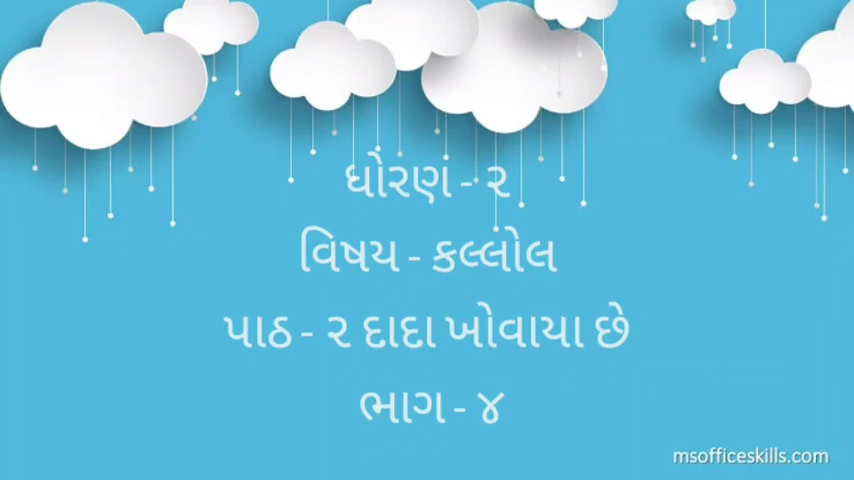 ધોરણ - ૨
વિષય - કલ્લોલ
પાઠ - ૨ દાદા ખોવાયા છે
ભાગ - ૪
msofficeskills.com